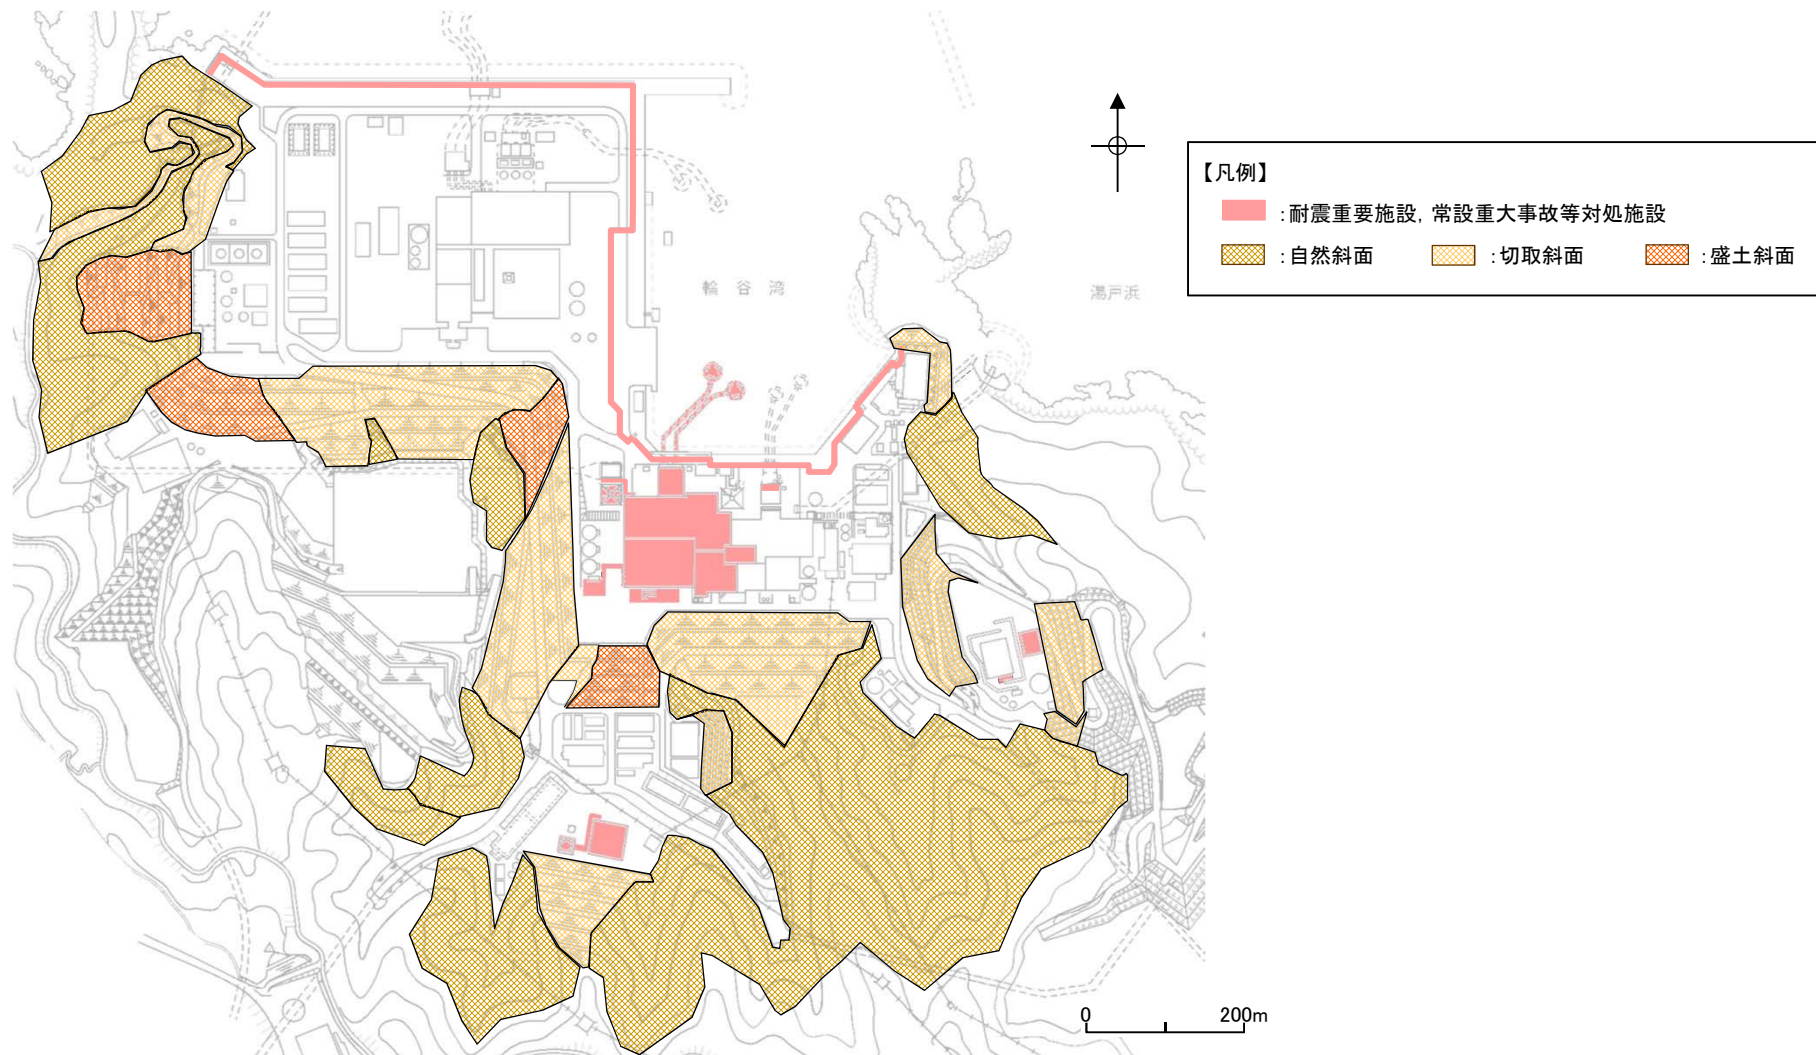 【凡例】
：耐震重要施設，常設重大事故等対処施設
：自然斜面
：切取斜面
：盛土斜面
輪谷湾
湯戸浜
0
200m